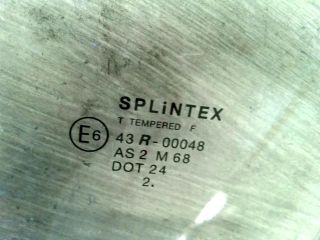 SPLiNTEX
T TEMPERED F
E6
43 R-00048
AS 2 M 68
DOT 24
2.